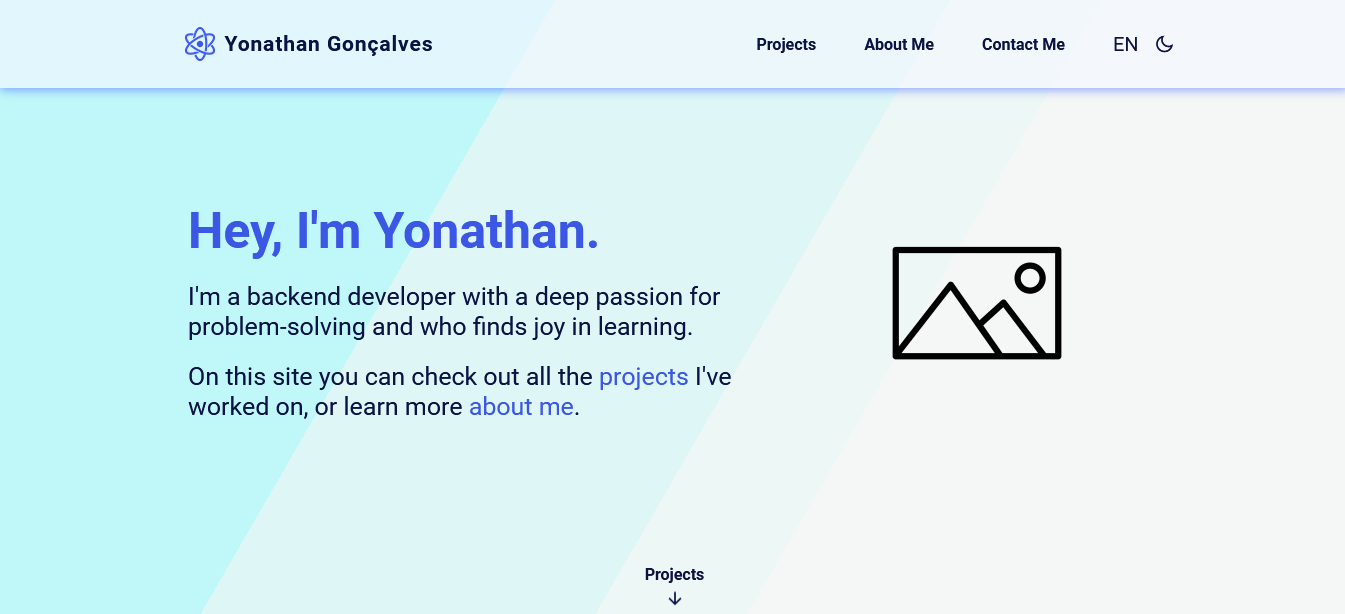 Yonathan Gonçalves
Projects
About Me
Contact Me
EN
Hey, I'm Yonathan.
I'm a backend developer with a deep passion for
problem-solving and who finds joy in learning.
On this site you can check out all the projects I've
worked on, or learn more about me.
Projects